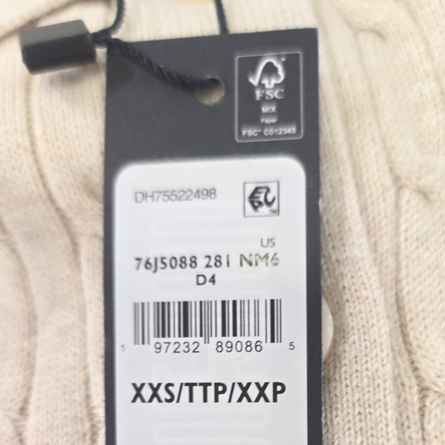 FSC
MIX
Paper
FSC® C012345
DH75522498
US
76J5088 281 NM6
D4
1 97232 89086 5
XXS/TTP/XXP